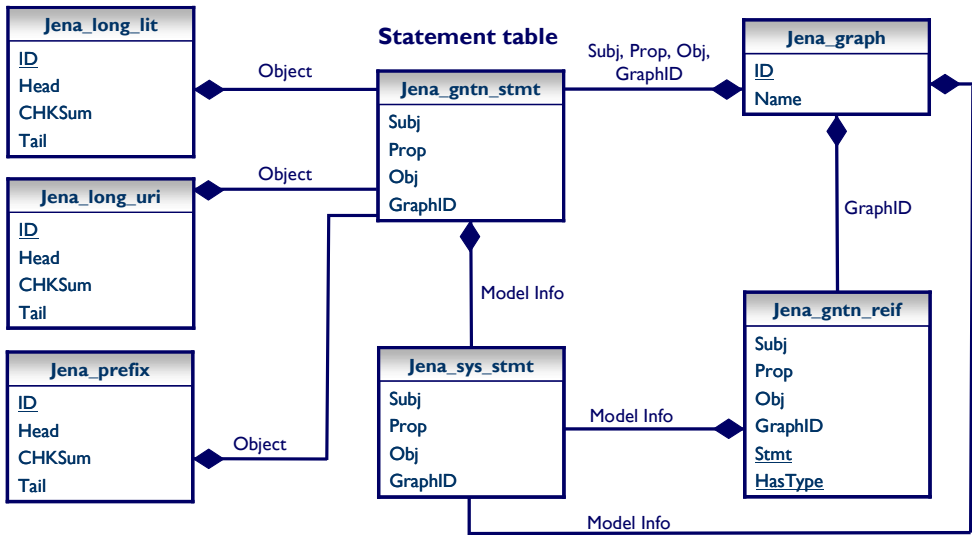 Jena_long_lit
ID
Head
CHKSum
Tail
Object
Statement table
Jena_gntn_stmt
Subj
Prop
Obj
GraphID
Subj, Prop, Obj,
GraphID
Jena_graph
ID
Name
Jena_long_uri
ID
Head
CHKSum
Tail
Object
Model Info
GraphID
Jena_prefix
ID
Head
CHKSum
Tail
Object
Jena_sys_stmt
Subj
Prop
Obj
GraphID
Model Info
Jena_gntn_reif
Subj
Prop
Obj
GraphID
Stmt
HasType
Model Info